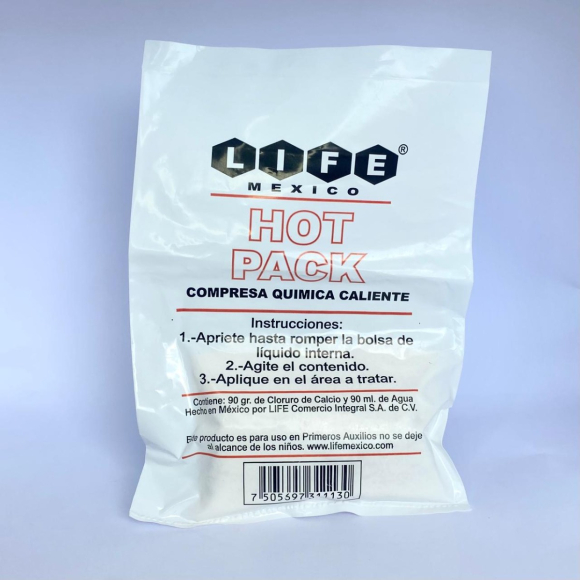 LIFE®
MEXICO
HOT
PACK
COMPRESA QUIMICA CALIENTE
Instrucciones:
1.-Apriete hasta romper la bolsa de
líquido interna.
2.-Agite el contenido.
3.-Aplique en el área a tratar.
Contiene: 90 gr. de Cloruro de Calcio y 90 ml. de Agua
Hecho en México por LIFE Comercio Integral S.A. de C.V.
Este producto es para uso en Primeros Auxilios no se deje
al alcance de los niños. www.lifemexico.com
7 505697 311130